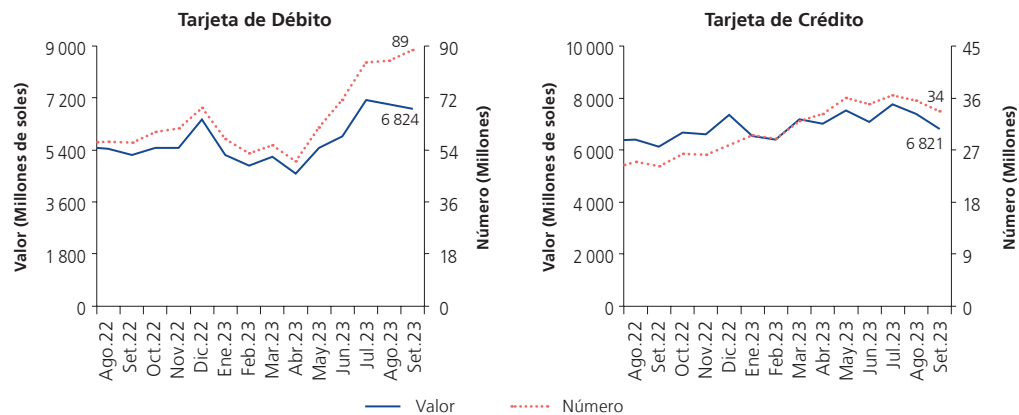 Tarjeta de Débito
Valor (Millones de soles)
9 000
7 200
5 400
3 600
1 800
0
89
6 824
90
72
54
36
18
0
Número (Millones)
Ago.22
Set.22
Oct.22
Nov.22
Dic.22
Ene.23
Feb.23
Mar.23
Abr.23
May.23
Jun.23
Jul.23
Ago.23
Set.23
Tarjeta de Crédito
Valor (Millones de soles)
10 000
8 000
6 000
4 000
2 000
0
34
6 821
45
36
27
18
9
0
Número (Millones)
Ago.22
Set.22
Oct.22
Nov.22
Dic.22
Ene.23
Feb.23
Mar.23
Abr.23
May.23
Jun.23
Jul.23
Ago.23
Set.23
Valor
Número